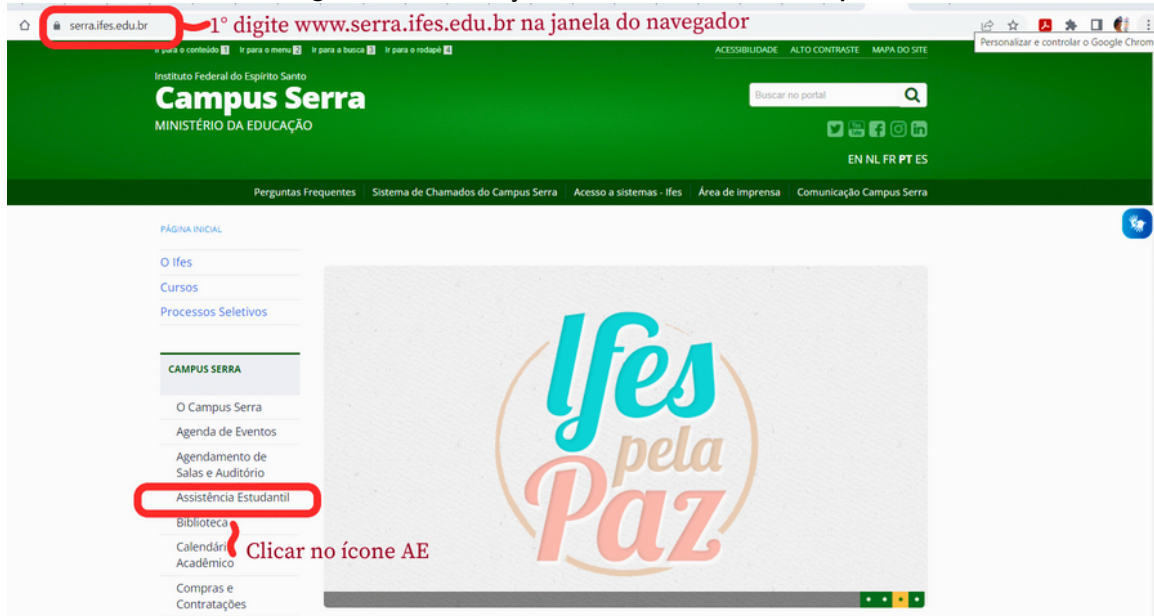 serra.ifes.edu.br
1° digite www.serra.ifes.edu.br na janela do navegador
Personalizar e controlar o Google Chrom
Ir para o conteúdo 1 Ir para o menu 2 Ir para a busca 3 Ir para o rodapé 4
ACESSIBILIDADE ALTO CONTRASTE MAPA DO SITE
Instituto Federal do Espírito Santo
Campus Serra
MINISTÉRIO DA EDUCAÇÃO
Buscar no portal
You Tube
in
EN NL FR PT ES
Perguntas Frequentes Sistema de Chamados do Campus Serra Acesso a sistemas - Ifes Área de imprensa Comunicação Campus Serra
PÁGINA INICIAL
O Ifes
Cursos
Processos Seletivos
CAMPUS SERRA
O Campus Serra
Agenda de Eventos
Agendamento de
Salas e Auditório
Assistência Estudantil
Biblioteca
Calendário
Acadêmico
Compras e
Contratações
Clicar no ícone AE
Ifes
pela
Paz